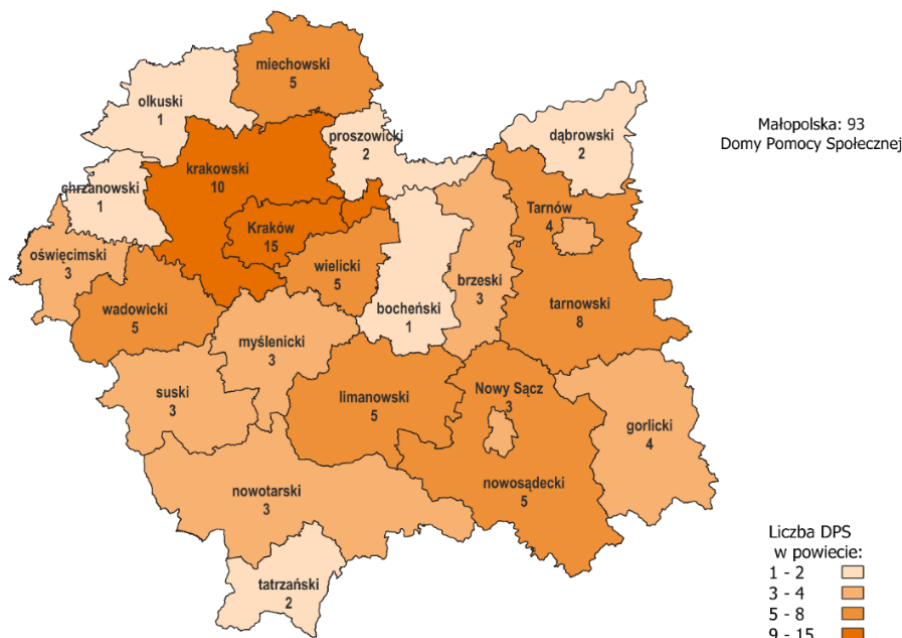 miechowski
5
olkuski
1
proszowicki
2
dąbrowski
2
Małopolska: 93
Domy Pomocy Społecznej
krakowski
10
chrzanowski
1
Tarnów
4
Kraków
15
oświęcimski
3
wielicki
5
brzeski
3
wadowicki
5
bocheński
1
tarnowski
8
myślenicki
3
suski
3
limanowski
5
Nowy Sącz
3
gorlicki
4
nowotarski
3
nowosądecki
5
tatrzański
2
Liczba DPS
w powiecie:
1 - 2
3 - 4
5 - 8
9 - 15